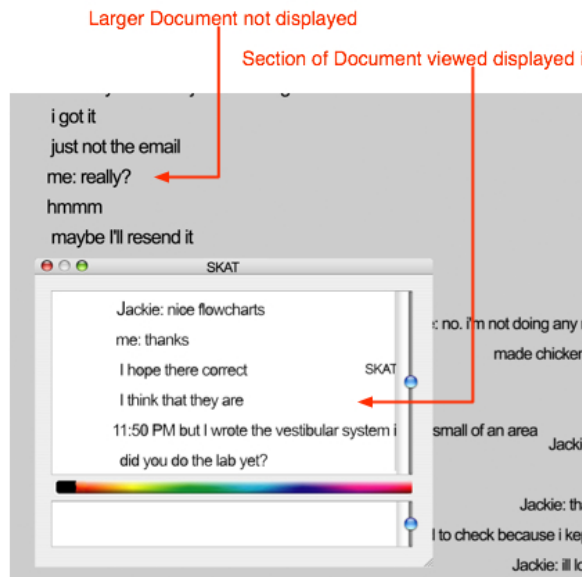 Larger Document not displayed
Section of Document viewed displayed
i got it
just not the email
me: really?
hmmm
maybe I'll resend it
SKAT
Jackie: nice flowcharts
me: thanks
I hope there correct
SKAT
I think that they are
11:50 PM but I wrote the vestibular system
did you do the lab yet?
: no. i'm not doing any
made chicken
small of an area
Jackie: 
to check because i
Jackie: ill